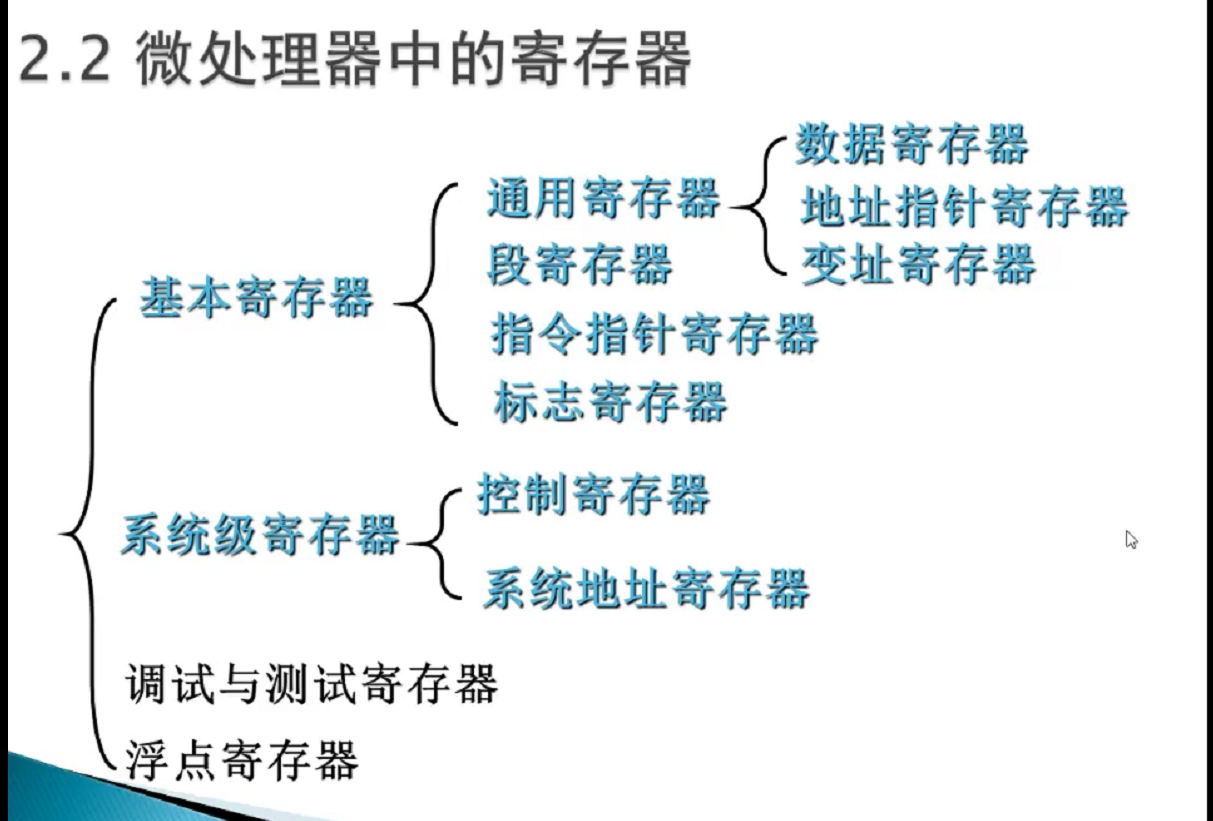 2.2 微处理器中的寄存器
数据寄存器
通用寄存器
地址指针寄存器
段寄存器
变址寄存器
基本寄存器
指令指针寄存器
标志寄存器
控制寄存器
系统级寄存器
系统地址寄存器
调试与测试寄存器
浮点寄存器